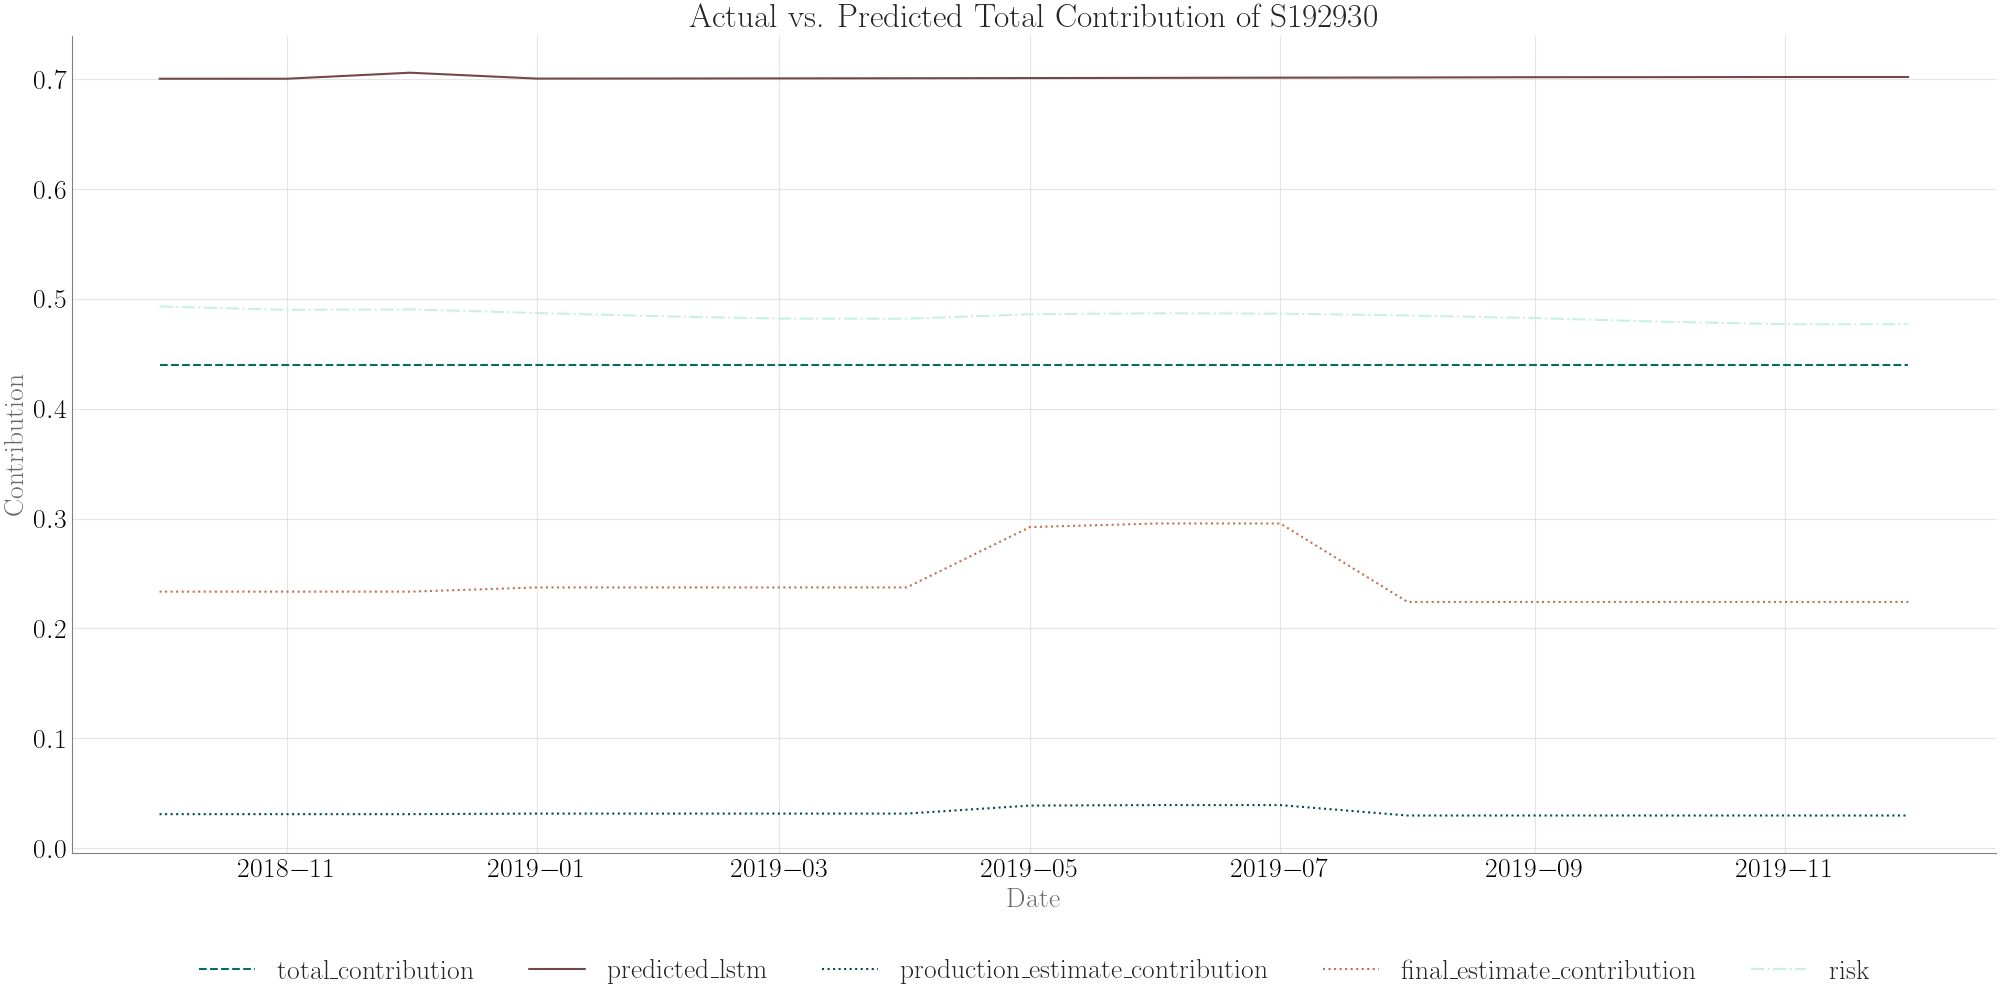 Actual vs. Predicted Total Contribution of S192930
0.7
0.6
0.5
0.4
0.3
0.2
0.1
0.0
Contribution
2018−11 2019−01 2019−03 2019−05 2019−07 2019−09 2019−11
Date
total_contribution predicted_lstm production_estimate_contribution final_estimate_contribution risk